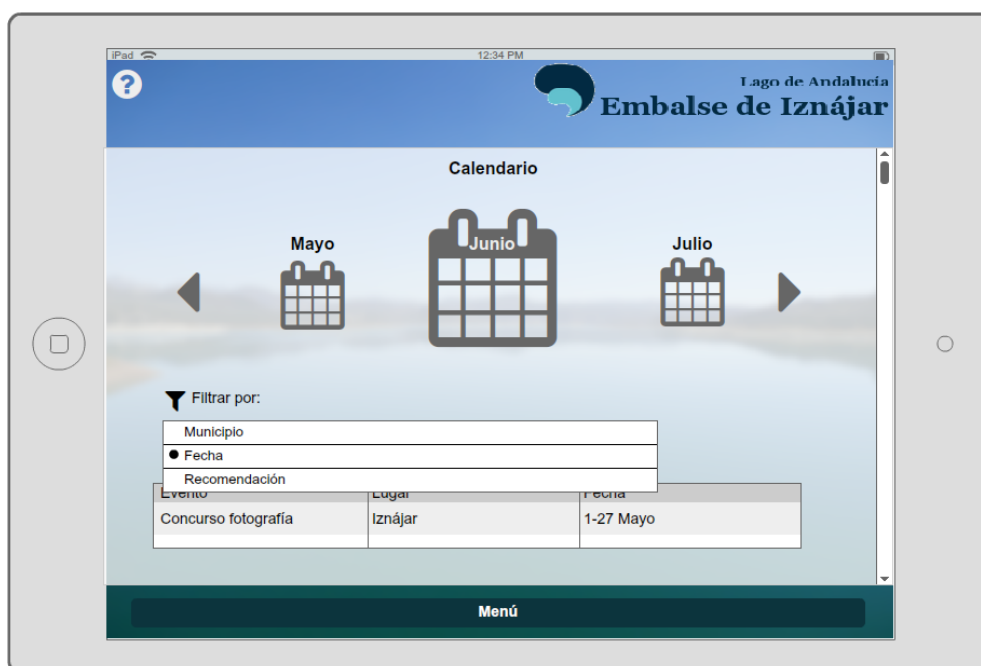 iPad 12:34 PM
?
Lago de Andalucía
Embalse de Iznájar
Calendario
Mayo Junio Julio
Filtrar por:
Municipio
Fecha
Recomendación
Evento Lugar Fecha
Concurso fotografía Iznájar 1-27 Mayo
Menú